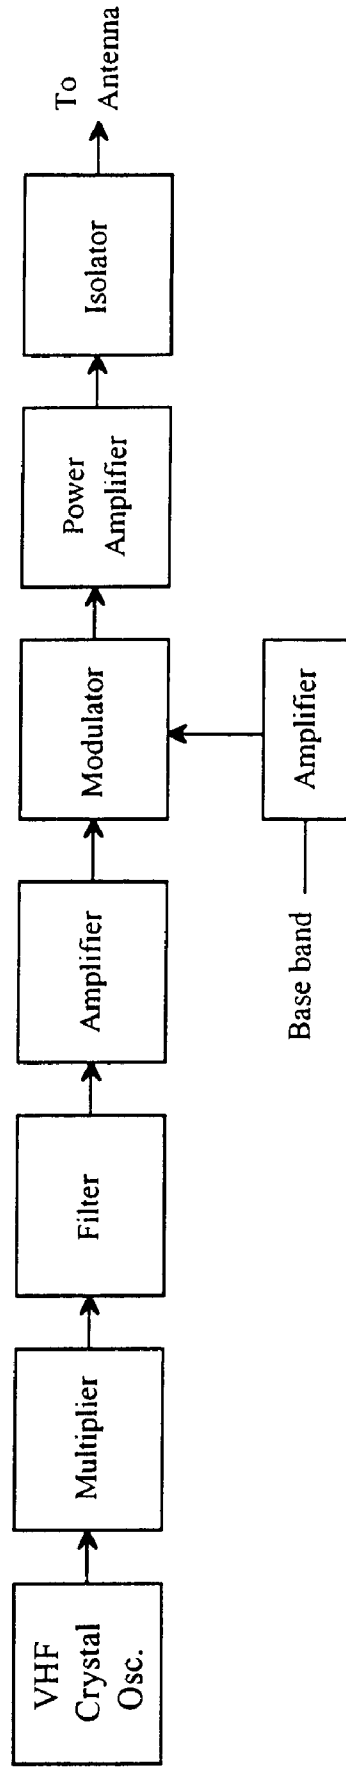 VHF
Crystal
Osc.
Multiplier
Filter
Amplifier
Modulator
Power
Amplifier
Isolator
To
Antenna
Base band
Amplifier